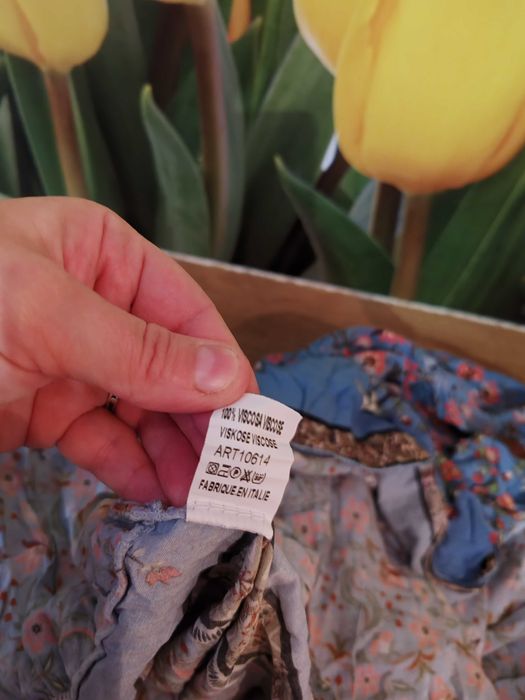 100% VISCOSA VISCOSE
VISKOSE VISCOSE
ART10614
FABRIQUE EN ITALIE